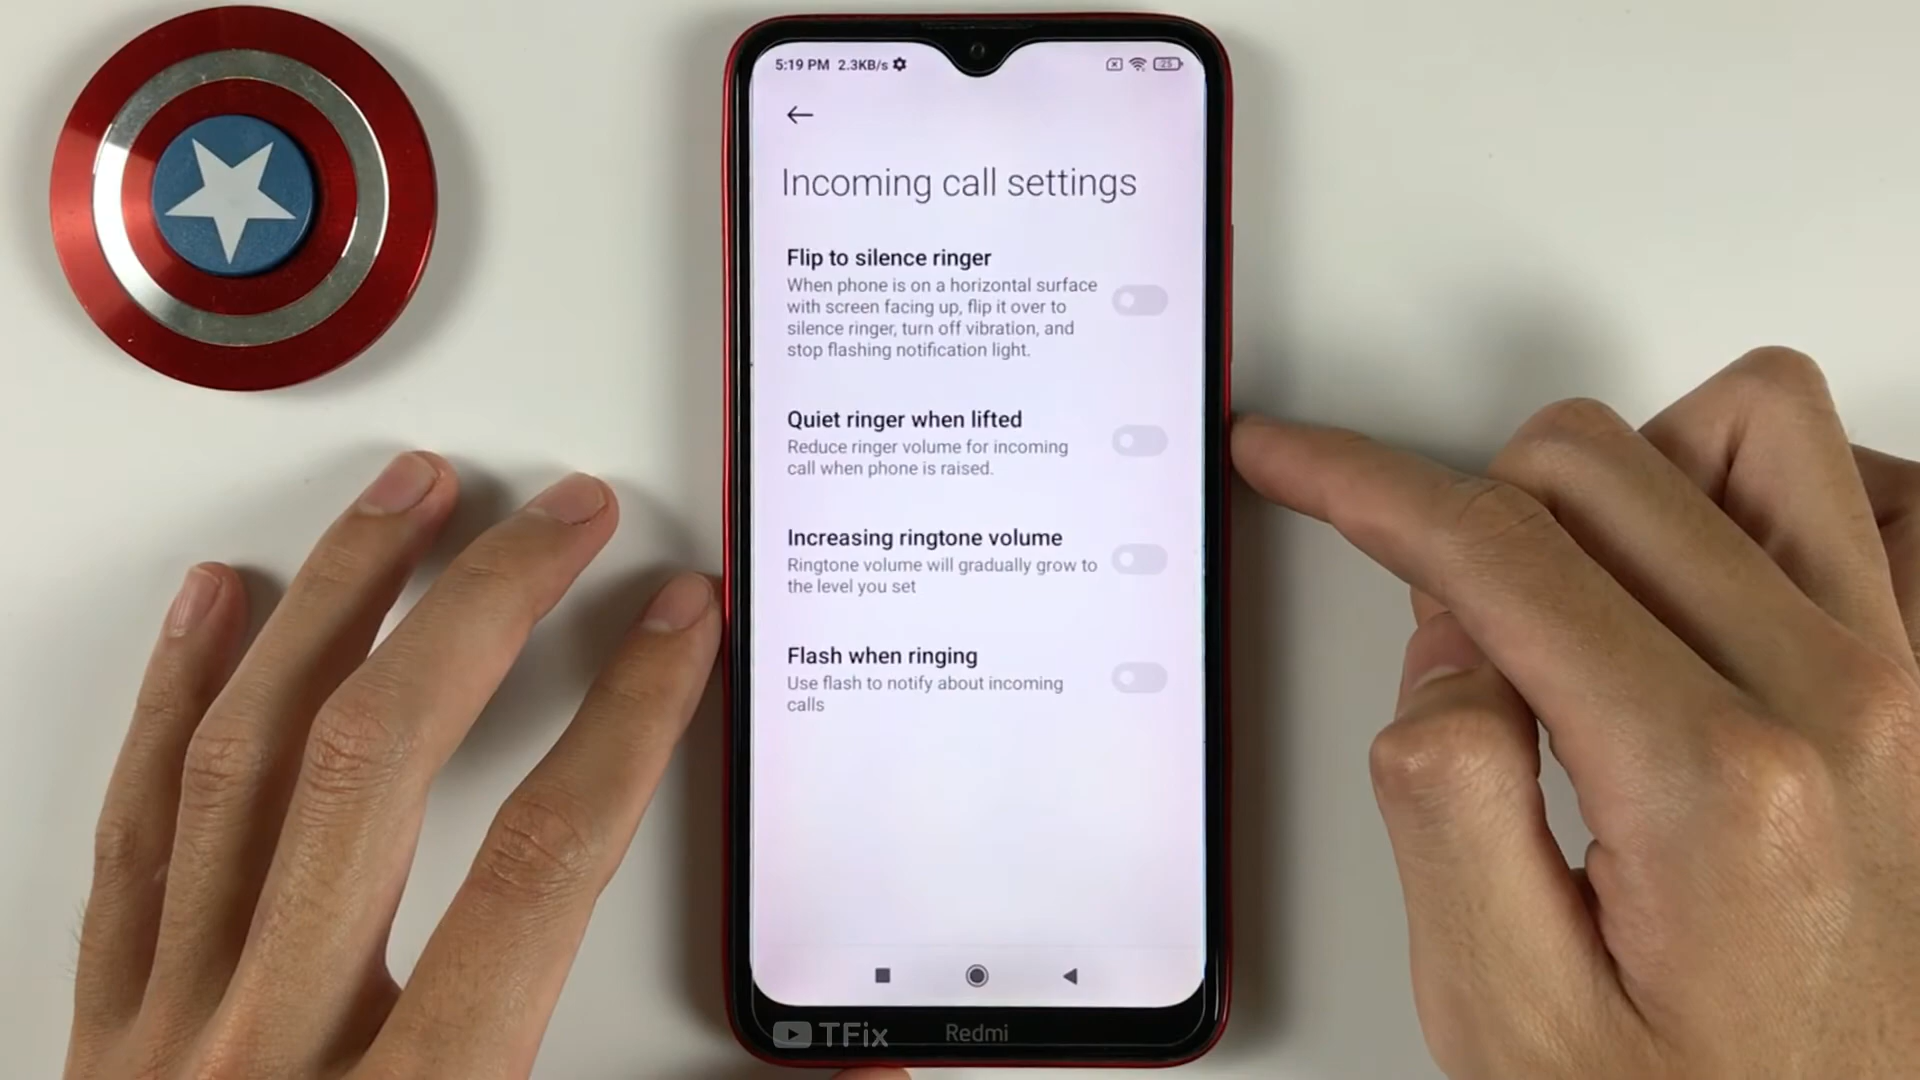 5:19 PM 2.3KB/s
25
Incoming call settings
Flip to silence ringer
When phone is on a horizontal surface
with screen facing up, flip it over to
silence ringer, turn off vibration, and
stop flashing notification light.
Quiet ringer when lifted
Reduce ringer volume for incoming
call when phone is raised.
Increasing ringtone volume
Ringtone volume will gradually grow to
the level you set
Flash when ringing
Use flash to notify about incoming
calls
TFix
Redmi